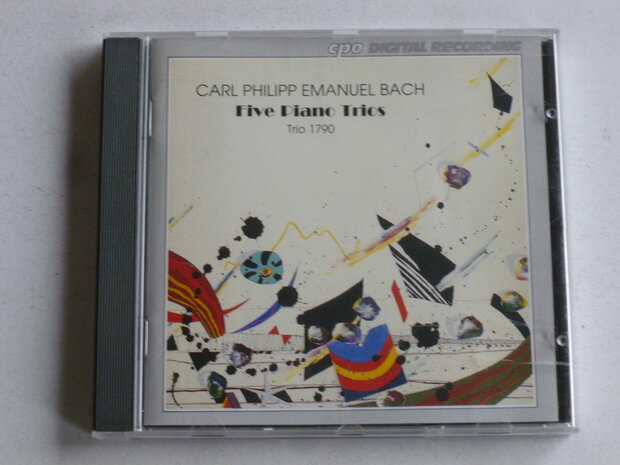 cpo DIGITAL RECORDING
CARL PHILIPP EMANUEL BACH
Five Piano Trios
Trio 1790